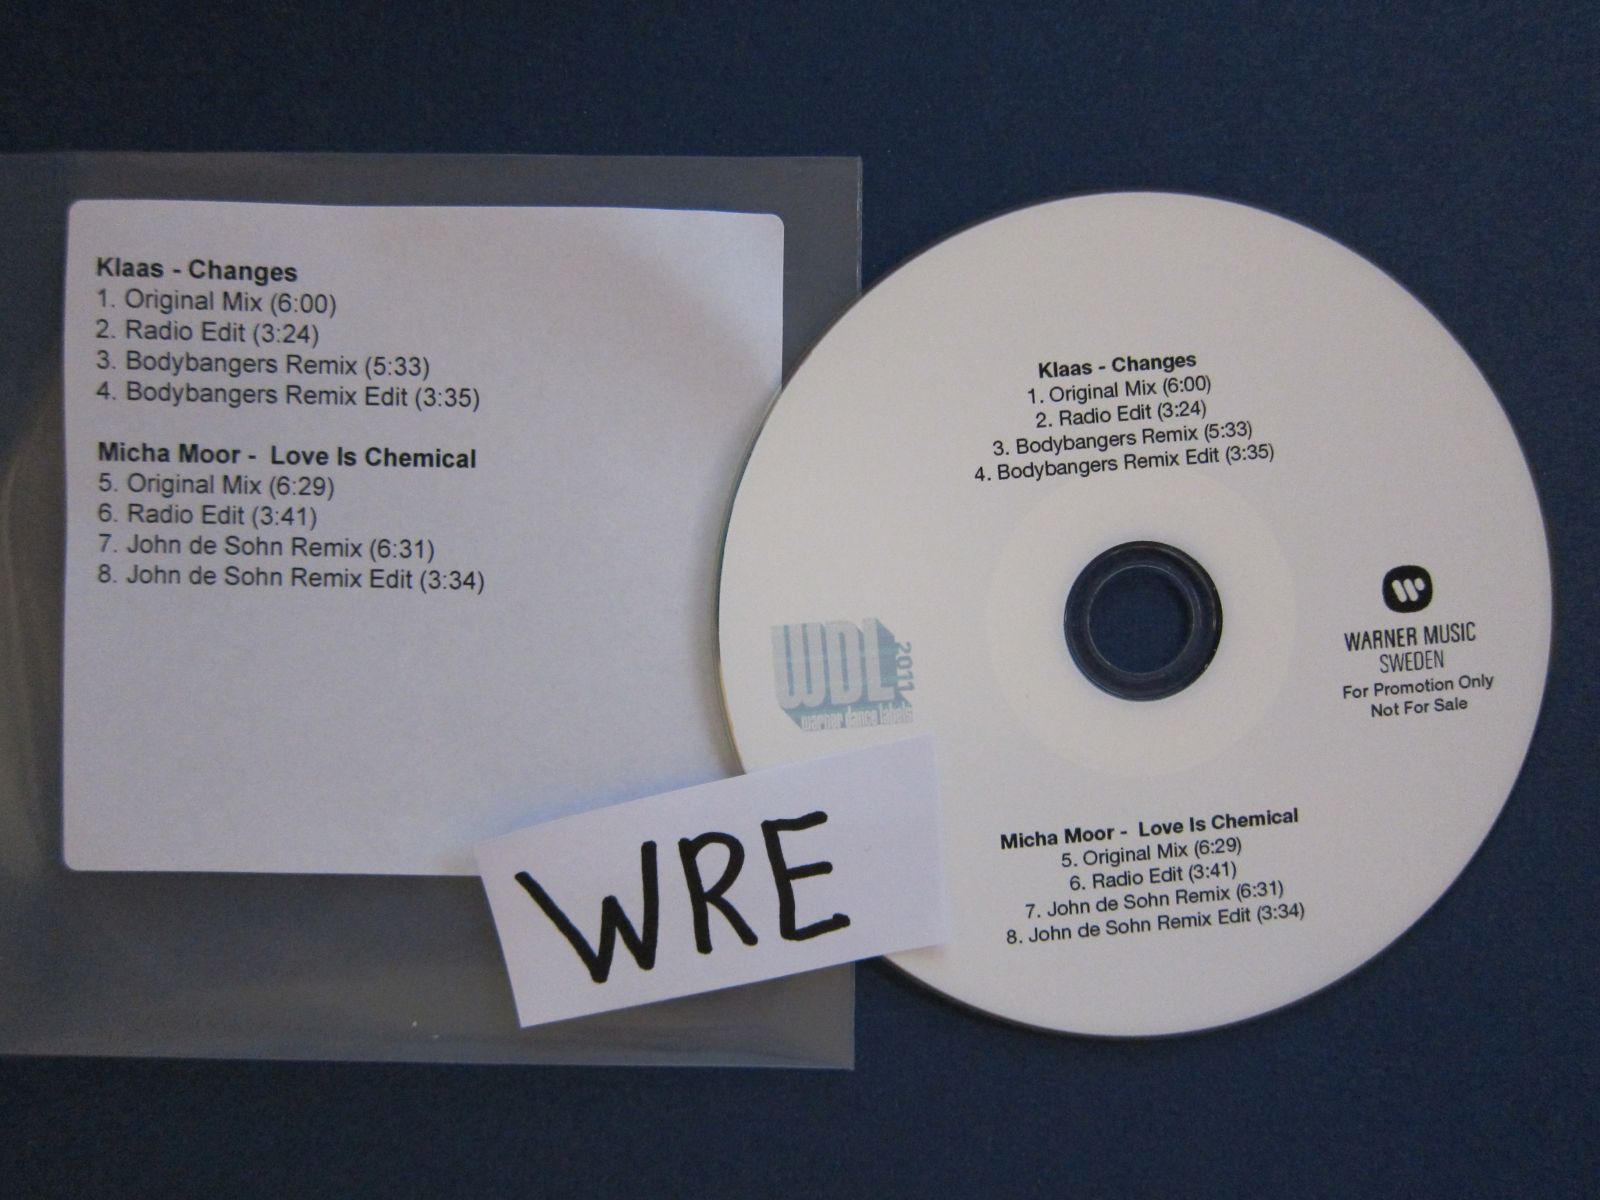 Klaas - Changes
1. Original Mix (6:00)
2. Radio Edit (3:24)
3. Bodybangers Remix (5:33)
4. Bodybangers Remix Edit (3:35)
Micha Moor -  Love Is Chemical
5. Original Mix (6:29)
6. Radio Edit (3:41)
7. John de Sohn Remix (6:31)
8. John de Sohn Remix Edit (3:34)
Klaas - Changes
1. Original Mix (6:00)
2. Radio Edit (3:24)
3. Bodybangers Remix (5:33)
4. Bodybangers Remix Edit (3:35)
WDL 2011
warner dance labels
WARNER MUSIC
SWEDEN
For Promotion Only
Not For Sale
Micha Moor -  Love Is Chemical
5. Original Mix (6:29)
6. Radio Edit (3:41)
7. John de Sohn Remix (6:31)
8. John de Sohn Remix Edit (3:34)
WRE